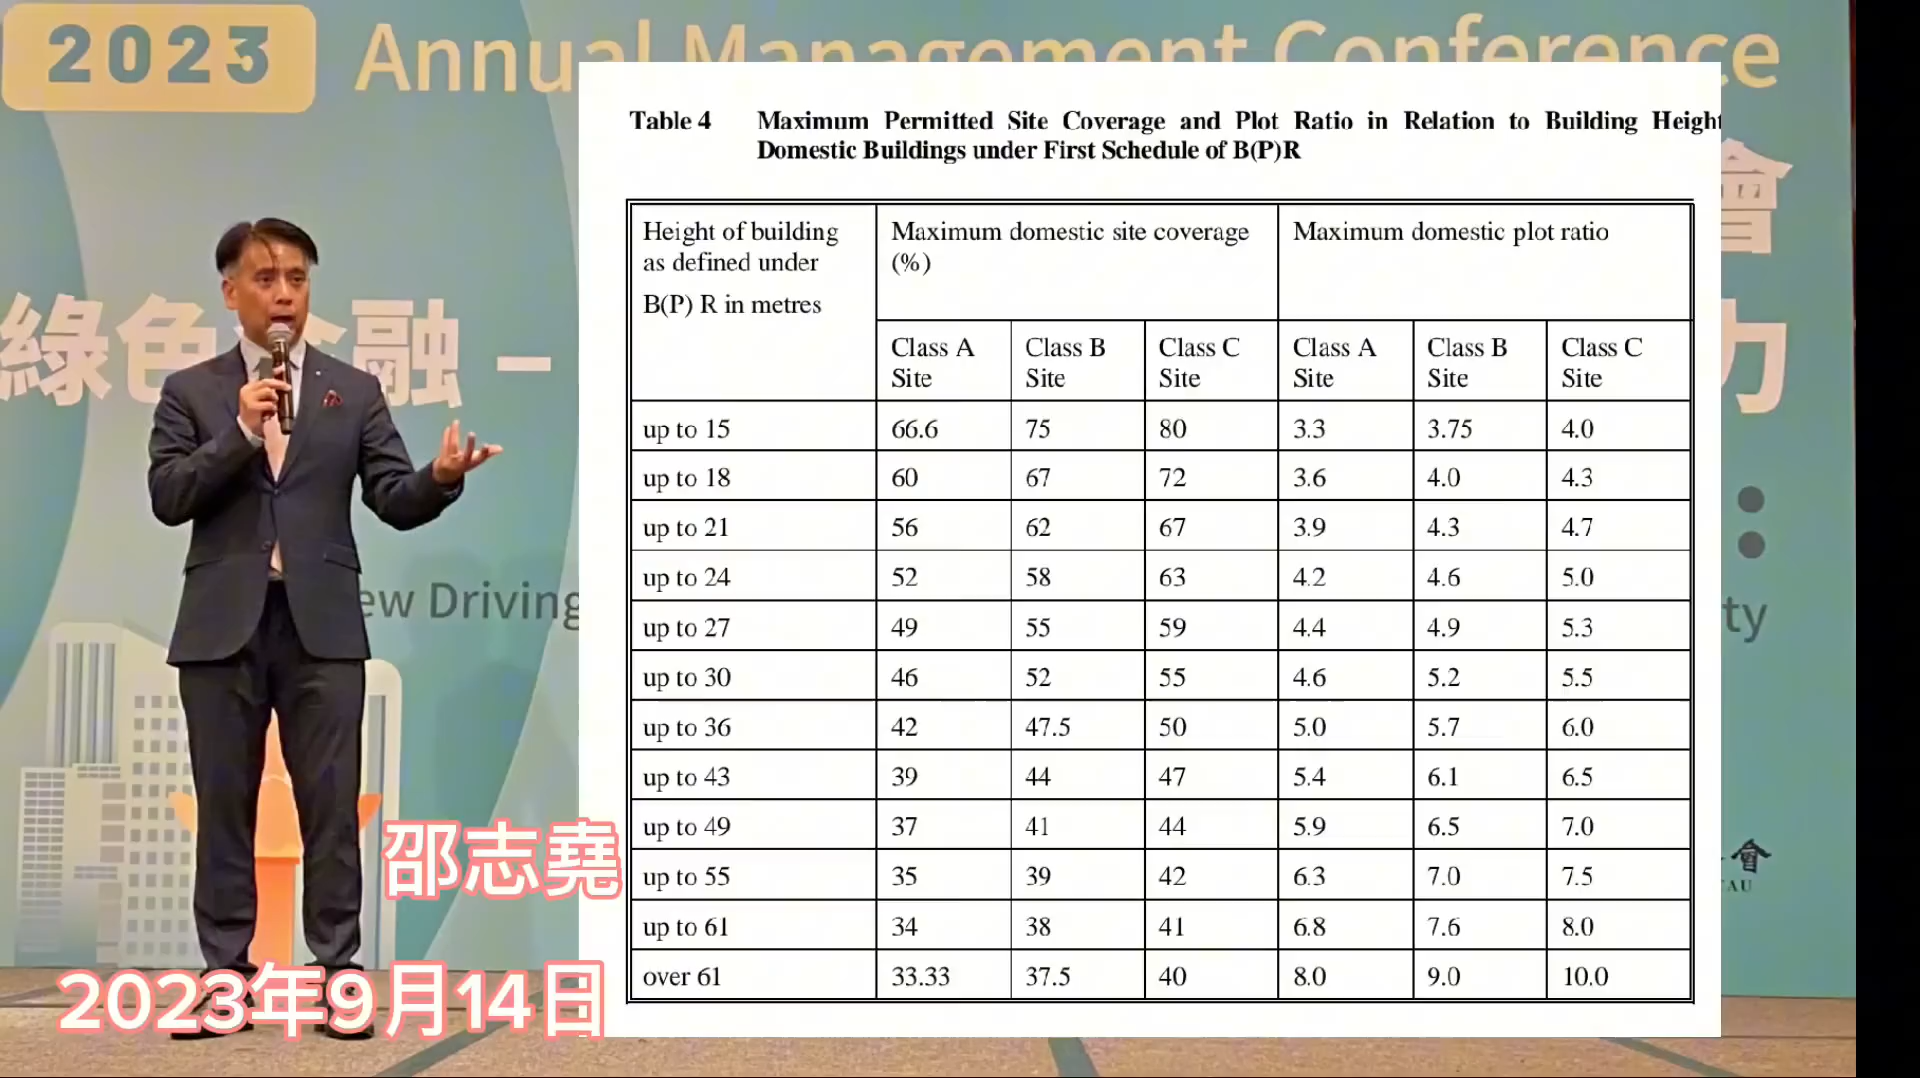 2023 Annual Management Conference
Table 4 Maximum Permitted Site Coverage and Plot Ratio in Relation to Building Height
Domestic Buildings under First Schedule of B(P)R
Height of building as defined under B(P) R in metres Maximum domestic site coverage (%) Maximum domestic plot ratio
Class A Site Class B Site Class C Site Class A Site Class B Site Class C Site
up to 15 66.6 75 80 3.3 3.75 4.0
up to 18 60 67 72 3.6 4.0 4.3
up to 21 56 62 67 3.9 4.3 4.7
up to 24 52 58 63 4.2 4.6 5.0
up to 27 49 55 59 4.4 4.9 5.3
up to 30 46 52 55 4.6 5.2 5.5
up to 36 42 47.5 50 5.0 5.7 6.0
up to 43 39 44 47 5.4 6.1 6.5
up to 49 37 41 44 5.9 6.5 7.0
up to 55 35 39 42 6.3 7.0 7.5
up to 61 34 38 41 6.8 7.6 8.0
over 61 33.33 37.5 40 8.0 9.0 10.0
會
綠色金融 –
力
ew Driving
ty
會
AU
邵志堯
2023年9月14日